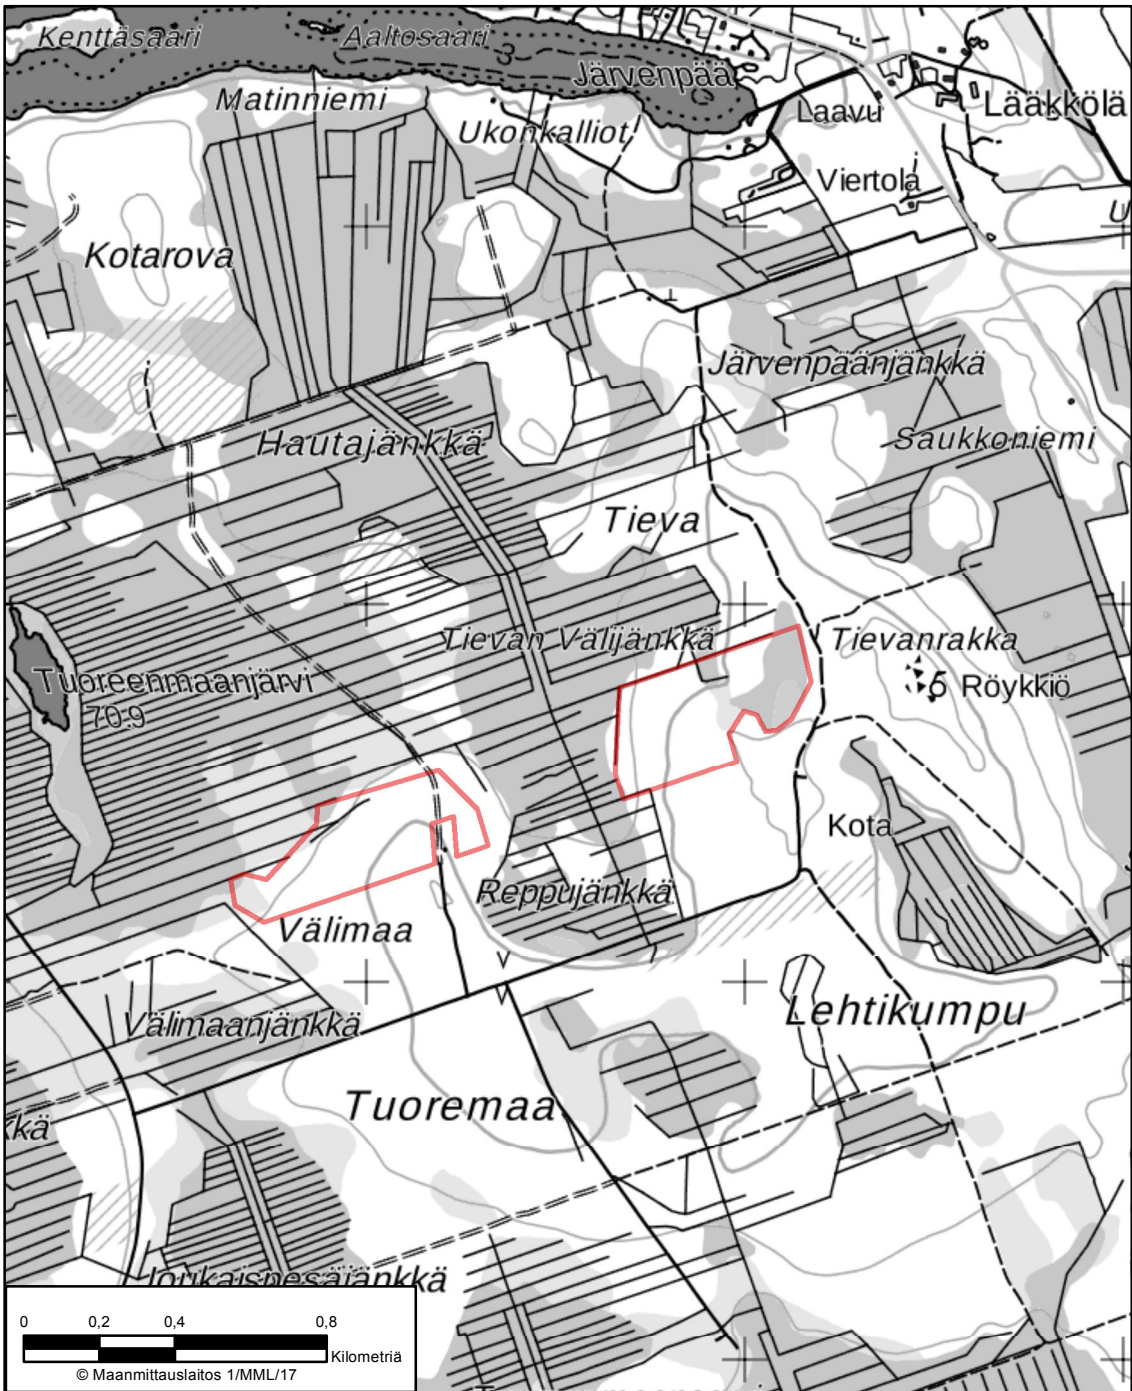 Kenttäsaari
Aaltosaari
3
Järvenpää
Matinniemi
Ukonkalliot
Laavu
Lääkkölä
Viertola
U
Kotarova
Järvenpäänjänkkä
Hautajänkkä
Saukkoniemi
Tieva
Tievan Välijänkkä
Tievanrakka
Tuoreenmaanjärvi
70.9
5 Röykkiö
Kota
Reppujänkkä
Välimaa
Lehtikumpu
Välimaanjänkkä
Tuoremaa
kkä
0 0,2 0,4 0,8
Kilometriä
© Maanmittauslaitos 1/MML/17